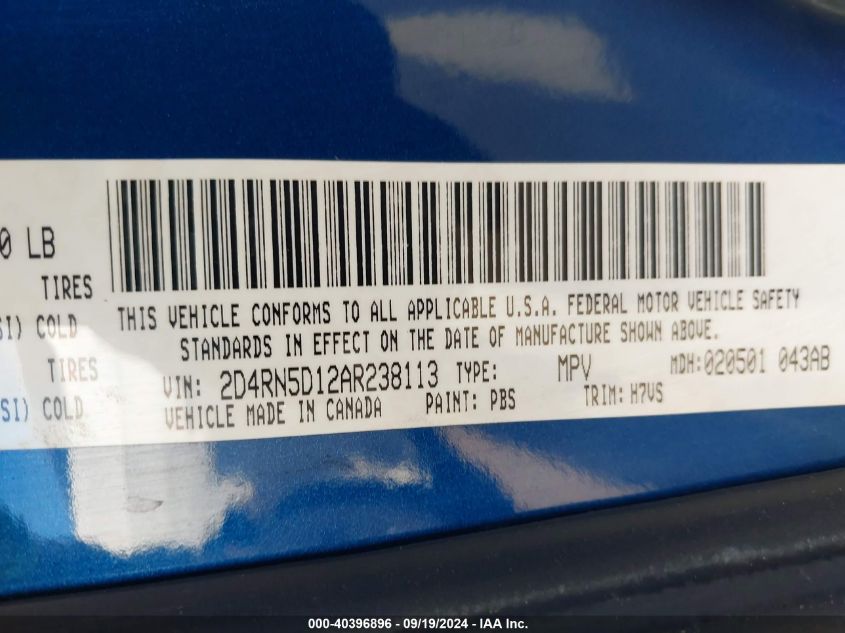 0 LB
TIRES
SI) COLD
TIRES
SI) COLD
THIS VEHICLE CONFORMS TO ALL APPLICABLE U.S.A. FEDERAL MOTOR VEHICLE SAFETY
STANDARDS IN EFFECT ON THE DATE OF MANUFACTURE SHOWN ABOVE.
VIN: 2D4RN5D12AR238113 TYPE: MPV MDH:020501 043AB
VEHICLE MADE IN CANADA PAINT: PBS TRIM: H7VS
000-40396896 - 09/19/2024 - IAA Inc.